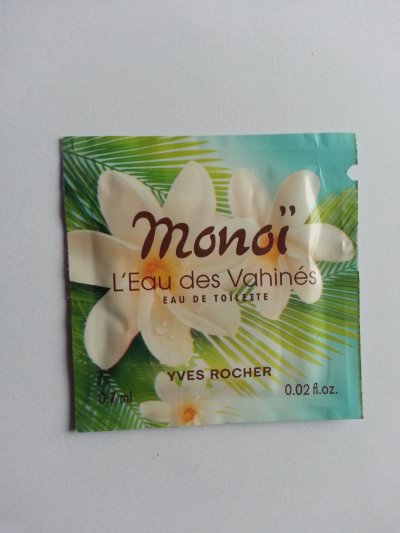 Monoï
L'Eau des Vahinés
EAU DE TOILETTE
YVES ROCHER
0,7 ml
0.02 fl.oz.